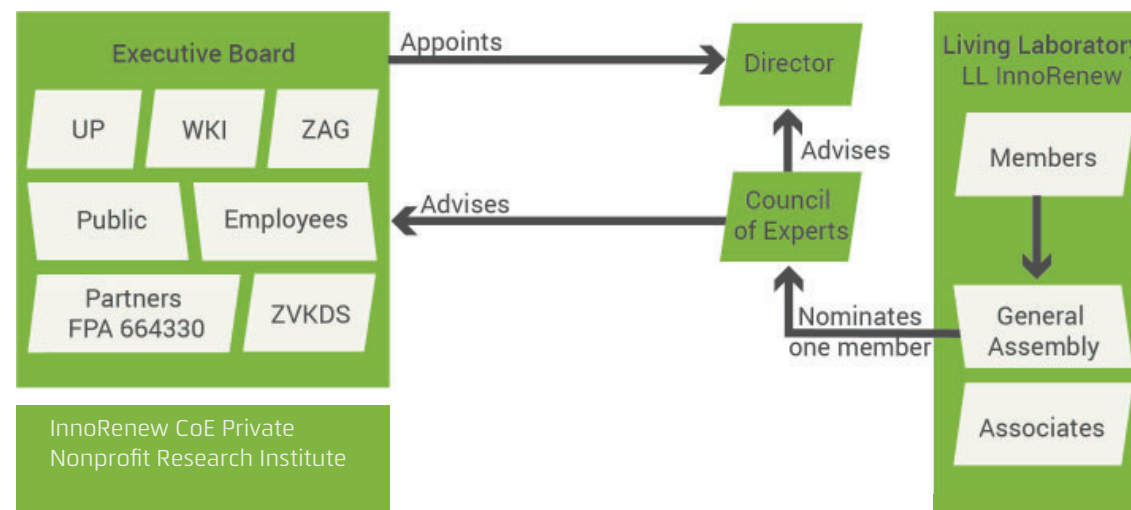 Executive Board
UP
WKI
ZAG
Public
Employees
Partners
FPA 664330
ZVKDS
InnoRenew CoE Private
Nonprofit Research Institute
Appoints
Director
Advises
Advises
Council
of Experts
Nominates
one member
Living Laboratory
LL InnoRenew
Members
General
Assembly
Associates